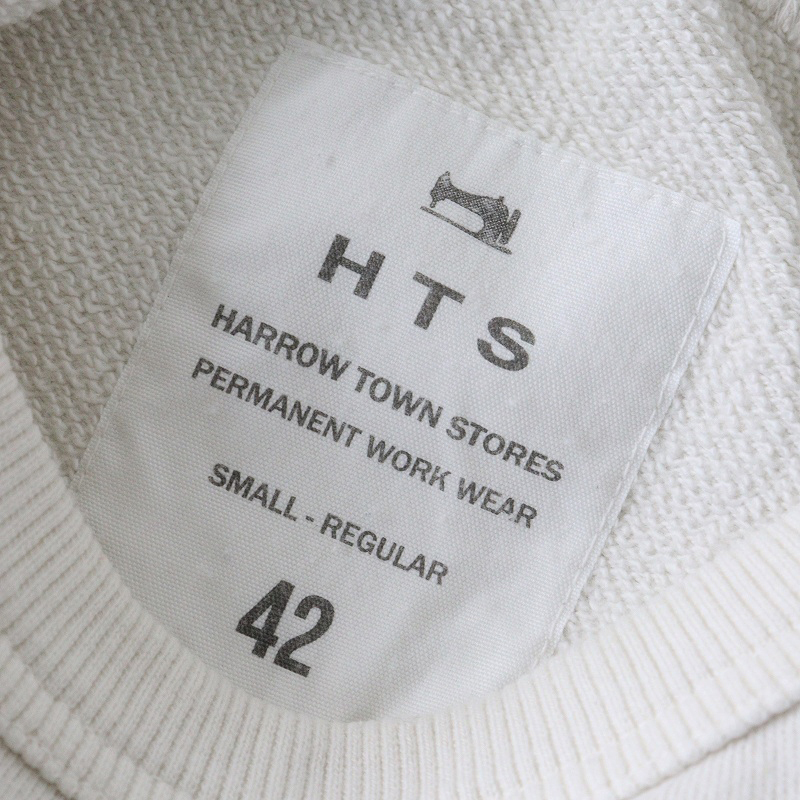 HTS
HARROW TOWN STORES
PERMANENT WORK WEAR
SMALL - REGULAR
42